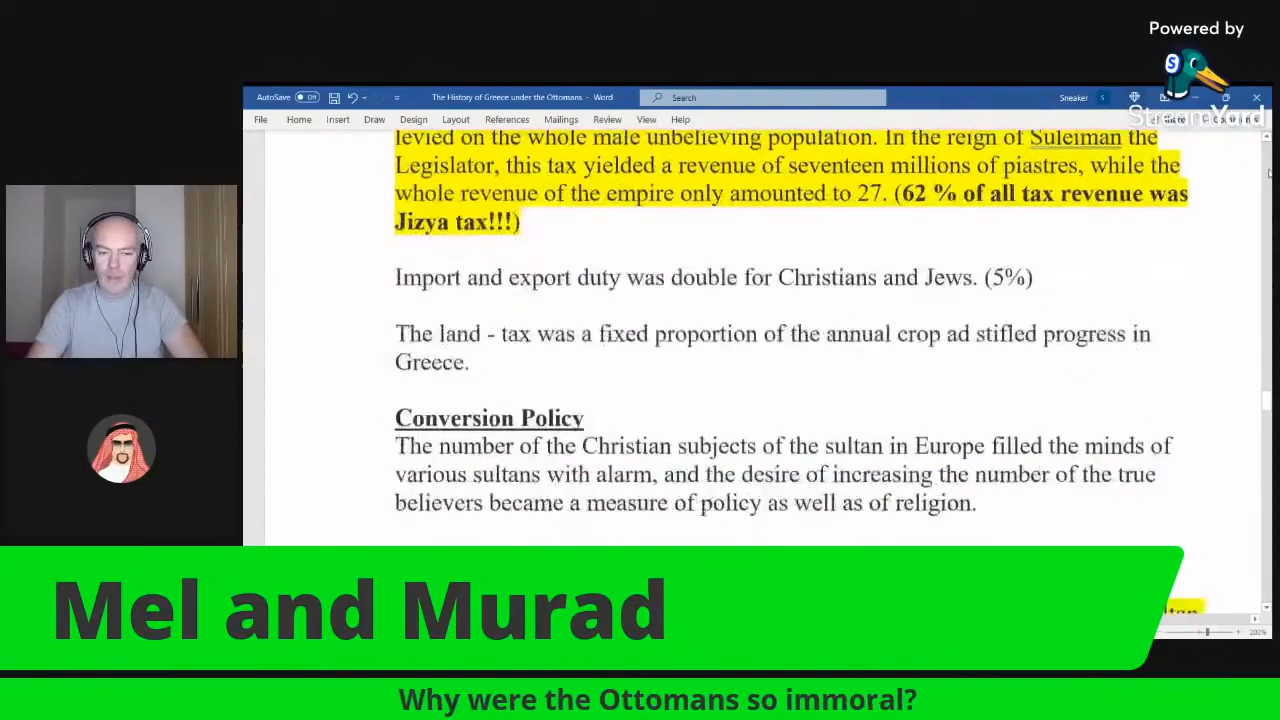 Powered by
StreamYard
AutoSave Off
The History of Greece under the Ottomans - Word
Search
Sneaker
S
File Home Insert Draw Design Layout References Mailings Review View Help
levied on the whole male unbelieving population. In the reign of Suleiman the
Legislator, this tax yielded a revenue of seventeen millions of piastres, while the
whole revenue of the empire only amounted to 27. (62 % of all tax revenue was
Jizya tax!!!)
Import and export duty was double for Christians and Jews. (5%)
The land - tax was a fixed proportion of the annual crop ad stifled progress in
Greece.
Conversion Policy
The number of the Christian subjects of the sultan in Europe filled the minds of
various sultans with alarm, and the desire of increasing the number of the true
believers became a measure of policy as well as of religion.
202%
Mel and Murad
Why were the Ottomans so immoral?